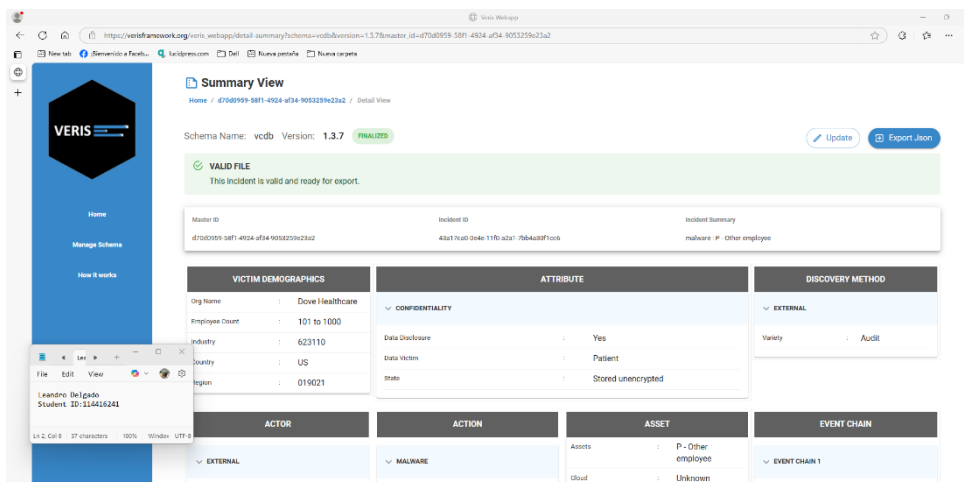 Veris Webapp
https://verisframework.org/veris_webapp/detail-summary?schema=vcdb&version=1.3.7&master_id=d70d0959-58f1-4924-af34-9053259e23a2
New tab
¡Bienvenido a Faceb...
lucidpress.com
Dell
Nueva pestaña
Nueva carpeta
VERIS
Home
Manage Schema
How it works
Summary View
Home / d70d0959-58f1-4924-af34-9053259e23a2 / Detail View
Schema Name: vcdb Version: 1.3.7 FINALIZED
Update
Export Json
VALID FILE
This incident is valid and ready for export.
Master ID
Incident ID
Incident Summary
d70d0959-58f1-4924-af34-9053259e23a2
malware : P - Other employee
VICTIM DEMOGRAPHICS
Org Name : Dove Healthcare
Employee Count : 101 to 1000
Industry : 623110
Country : US
Region : 019021
ATTRIBUTE
CONFIDENTIALITY
Data Disclosure : Yes
Data Victim : Patient
State : Stored unencrypted
DISCOVERY METHOD
EXTERNAL
Variety : Audit
ACTOR
EXTERNAL
ACTION
MALWARE
ASSET
Assets : P - Other
employee
Cloud : Unknown
EVENT CHAIN
EVENT CHAIN 1
File Edit View
Leandro Delgado
Student ID:114416241
Ln 2, Col 8 37 characters 100% Window UTF-8